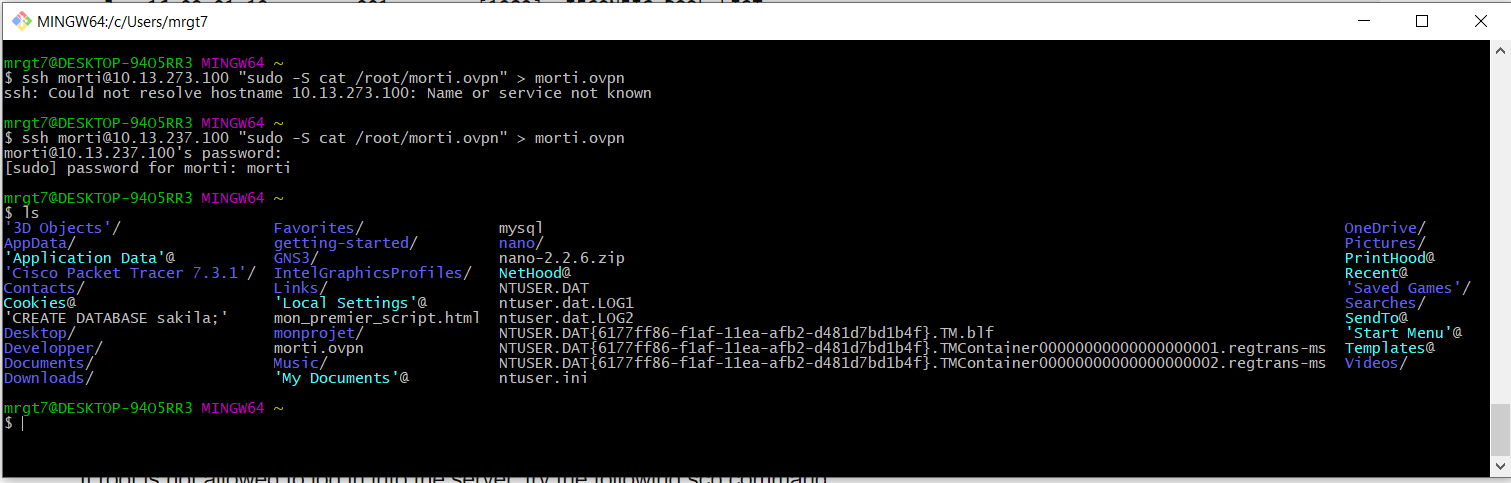 MINGW64:/c/Users/mrgt7
mrgt7@DESKTOP-94O5RR3 MINGW64 ~
$ ssh morti@10.13.273.100 "sudo -S cat /root/morti.ovpn" > morti.ovpn
ssh: Could not resolve hostname 10.13.273.100: Name or service not known
mrgt7@DESKTOP-94O5RR3 MINGW64 ~
$ ssh morti@10.13.237.100 "sudo -S cat /root/morti.ovpn" > morti.ovpn
morti@10.13.237.100's password:
[sudo] password for morti: morti
mrgt7@DESKTOP-94O5RR3 MINGW64 ~
$ ls
'3D Objects'/ Favorites/ mysql OneDrive/
AppData/ getting-started/ nano/ Pictures/
'Application Data'@ GNS3/ nano-2.2.6.zip PrintHood@
'Cisco Packet Tracer 7.3.1'/ IntelGraphicsProfiles/ NetHood@ Recent@
Contacts/ Links/ NTUSER.DAT 'Saved Games'/
Cookies@ 'Local Settings'@ ntuser.dat.LOG1 Searches/
'CREATE DATABASE sakila;' mon_premier_script.html ntuser.dat.LOG2 SendTo@
Desktop/ monprojet/ NTUSER.DAT{6177ff86-f1af-11ea-afb2-d481d7bd1b4f}.TM.blf 'Start Menu'@
Developper/ morti.ovpn NTUSER.DAT{6177ff86-f1af-11ea-afb2-d481d7bd1b4f}.TMContainer00000000000000000001.regtrans-ms Templates@
Documents/ Music/ NTUSER.DAT{6177ff86-f1af-11ea-afb2-d481d7bd1b4f}.TMContainer00000000000000000002.regtrans-ms Videos/
Downloads/ 'My Documents'@ ntuser.ini
mrgt7@DESKTOP-94O5RR3 MINGW64 ~
$